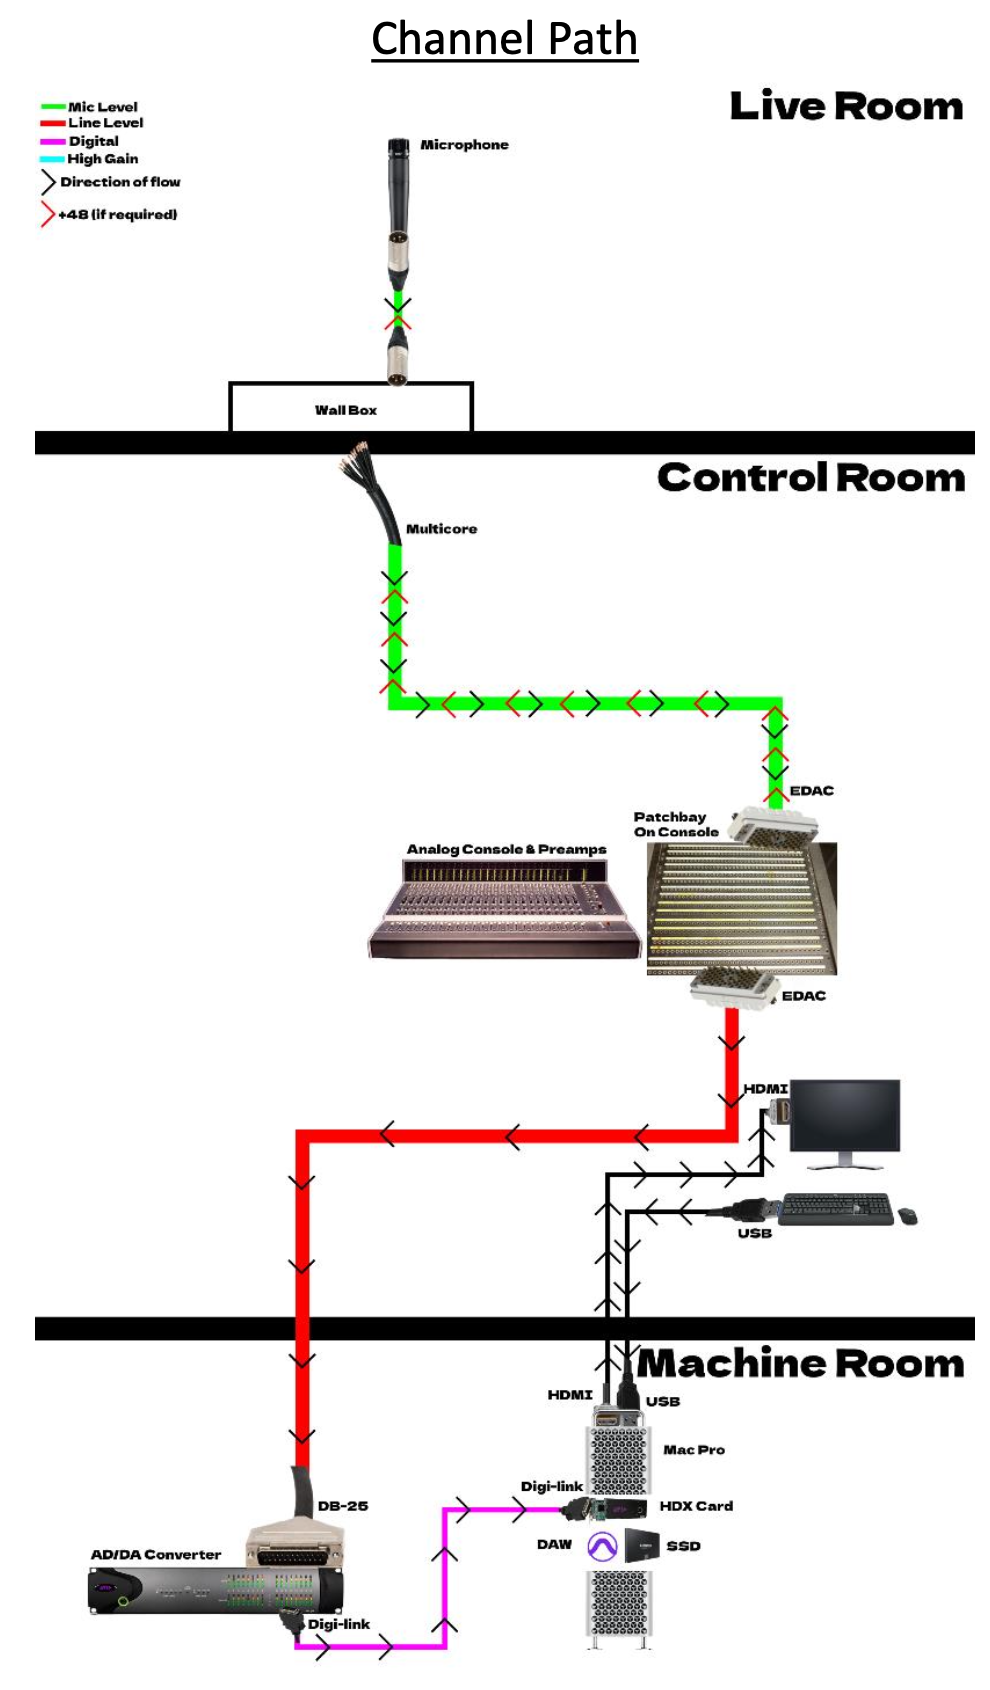 Channel Path
Live Room
Mic Level
Line Level
Digital
High Gain
Direction of flow
+48 (if required)
Microphone
Wall Box
Control Room
Multicore
EDAC
Patchbay
On Console
Analog Console & Preamps
EDAC
HDMI
USB
Machine Room
HDMI
USB
Mac Pro
Digi-link
HDX Card
DB-25
DAW
SSD
AD/DA Converter
Digi-link